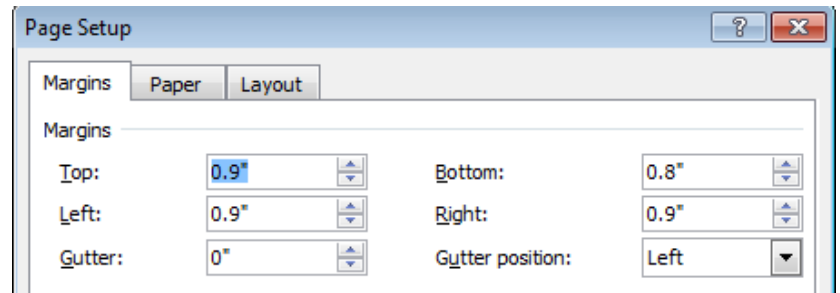 Page Setup
Margins Paper Layout
Margins
Top: 0.9" Bottom: 0.8"
Left: 0.9" Right: 0.9"
Gutter: 0" Gutter position: Left